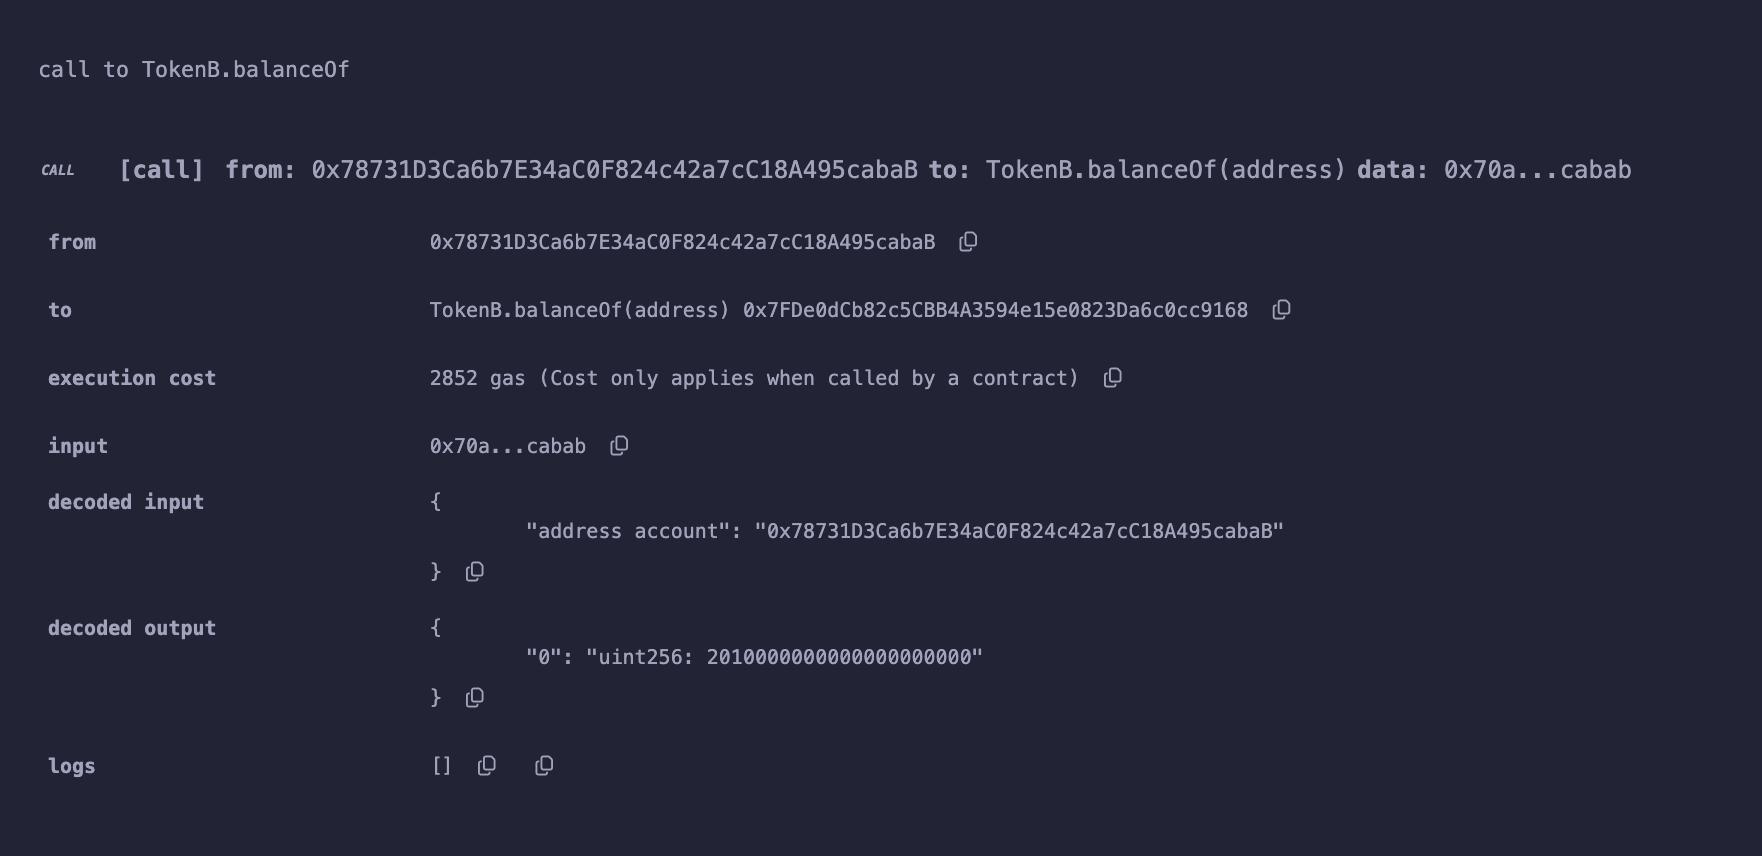 call to TokenB.balanceOf
CALL [call] from: 0x78731D3Ca6b7E34aC0F824c42a7cC18A495cabaB to: TokenB.balanceOf(address) data: 0x70a...cabab
from 0x78731D3Ca6b7E34aC0F824c42a7cC18A495cabaB
to TokenB.balanceOf(address) 0x7FDe0dCb82c5CBB4A3594e15e0823Da6c0cc9168
execution cost 2852 gas (Cost only applies when called by a contract)
input 0x70a...cabab
decoded input {
"address account": "0x78731D3Ca6b7E34aC0F824c42a7cC18A495cabaB"
}
decoded output {
"0": "uint256: 2010000000000000000000"
}
logs []